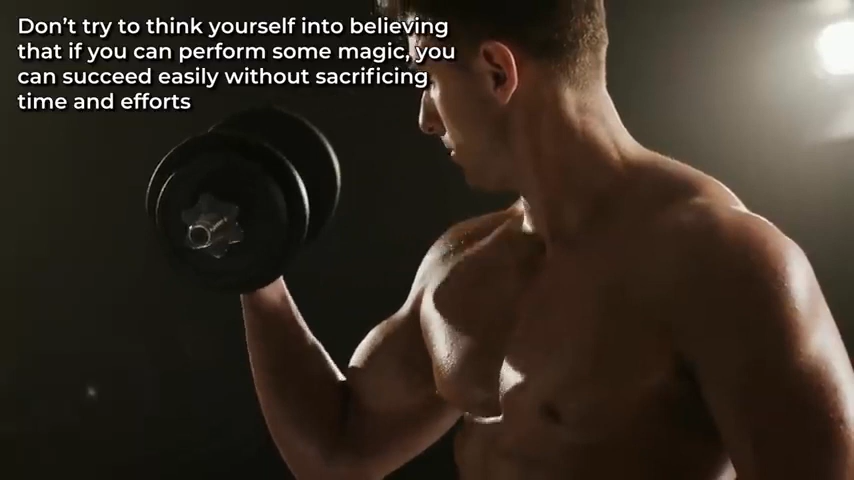 Don’t try to think yourself into believing
that if you can perform some magic, you
can succeed easily without sacrificing
time and efforts